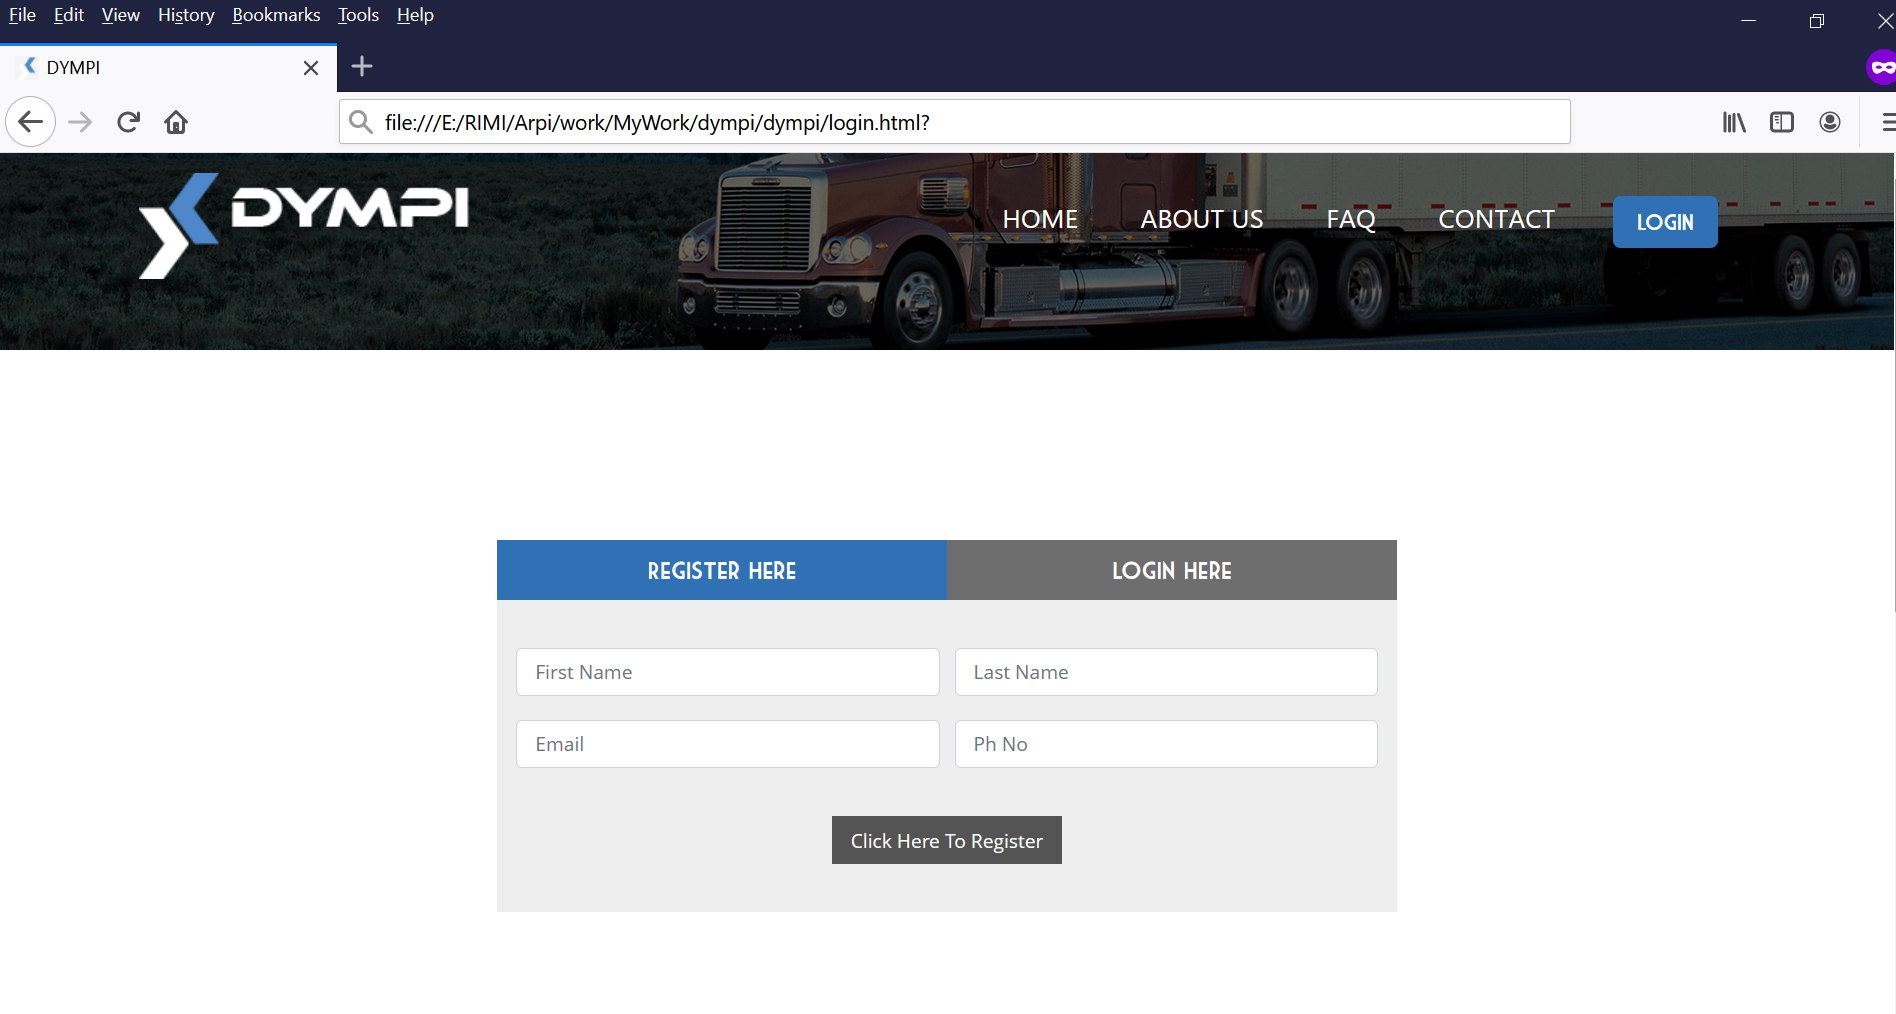 File Edit View History Bookmarks Tools Help
DYMPI
file:///E:/RIMI/Arpi/work/MyWork/dympi/dympi/login.html?
DYMPI
HOME ABOUT US FAQ CONTACT LOGIN
REGISTER HERE LOGIN HERE
First Name Last Name
Email Ph No
Click Here To Register